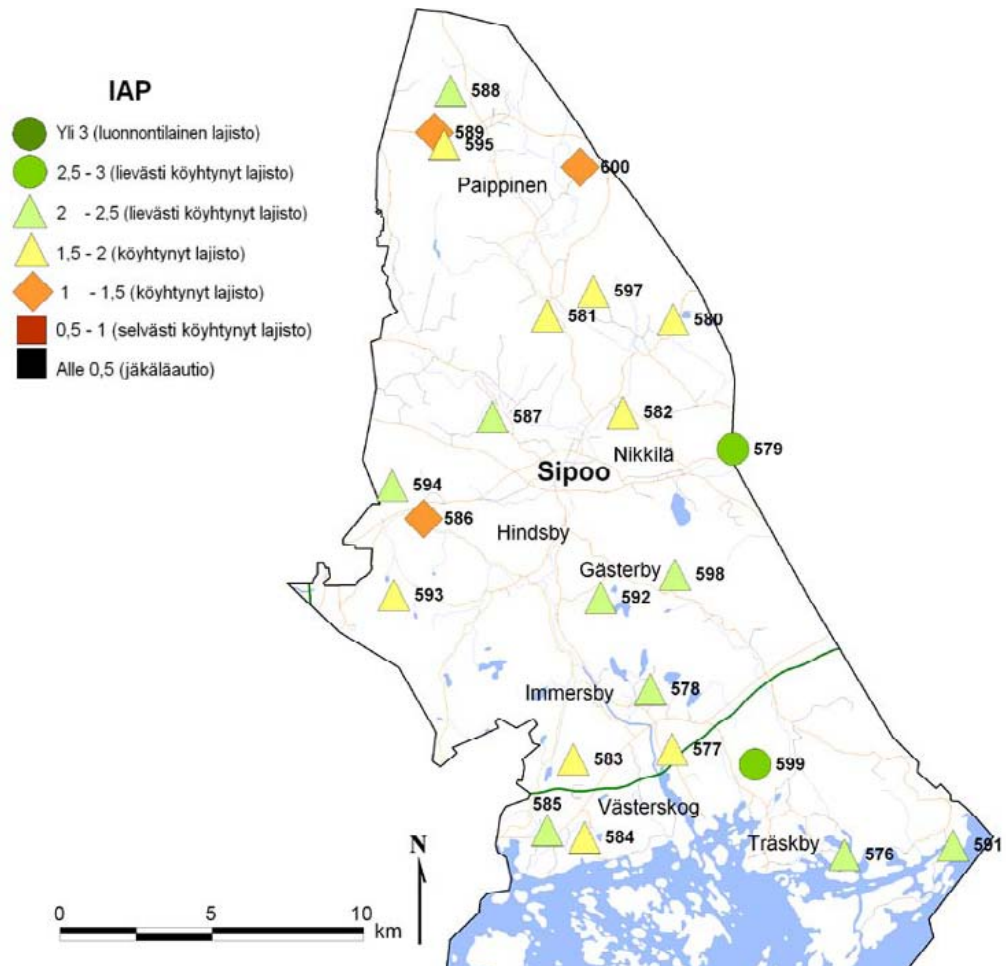 IAP
Yli 3 (luonnontilainen lajisto)
2,5 - 3 (lievästi köyhtynyt lajisto)
2 - 2,5 (lievästi köyhtynyt lajisto)
1,5 - 2 (köyhtynyt lajisto)
1 - 1,5 (köyhtynyt lajisto)
0,5 - 1 (selvästi köyhtynyt lajisto)
Alle 0,5 (jäkäläautio)
588
589
595
600
Paippinen
597
581
580
587
582
Nikkilä
579
Sipoo
594
586
Hindsby
Gästerby
598
593
592
Immersby
578
577
583
599
585
Västerskog
584
Träskby
576
591
N
0
5
10
km